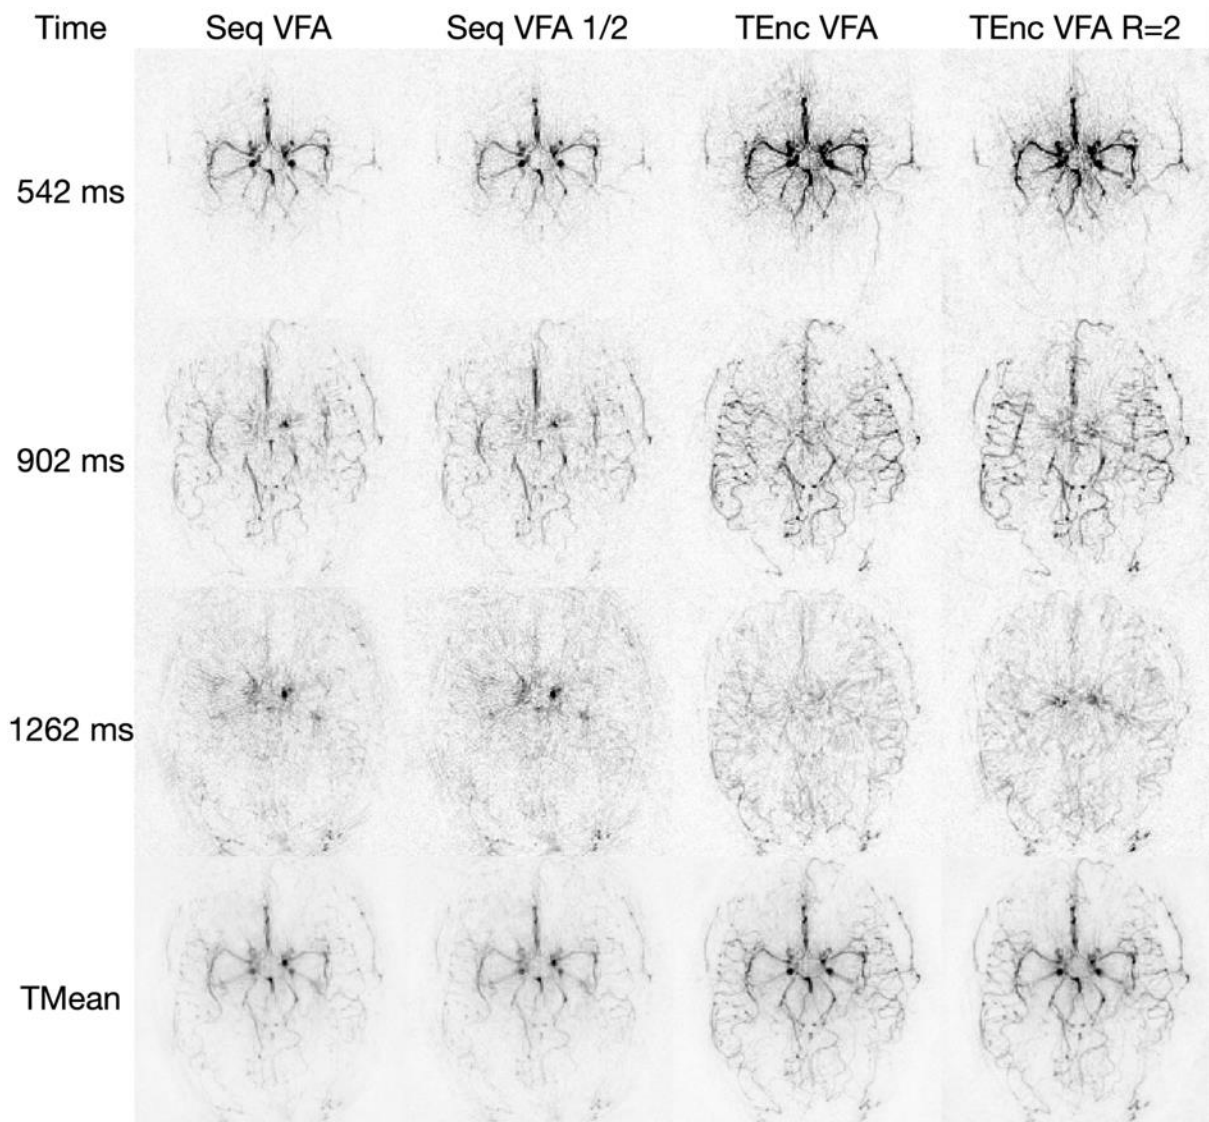 Time Seq VFA Seq VFA 1/2 TEnc VFA TEnc VFA R=2
542 ms
902 ms
1262 ms
TMean